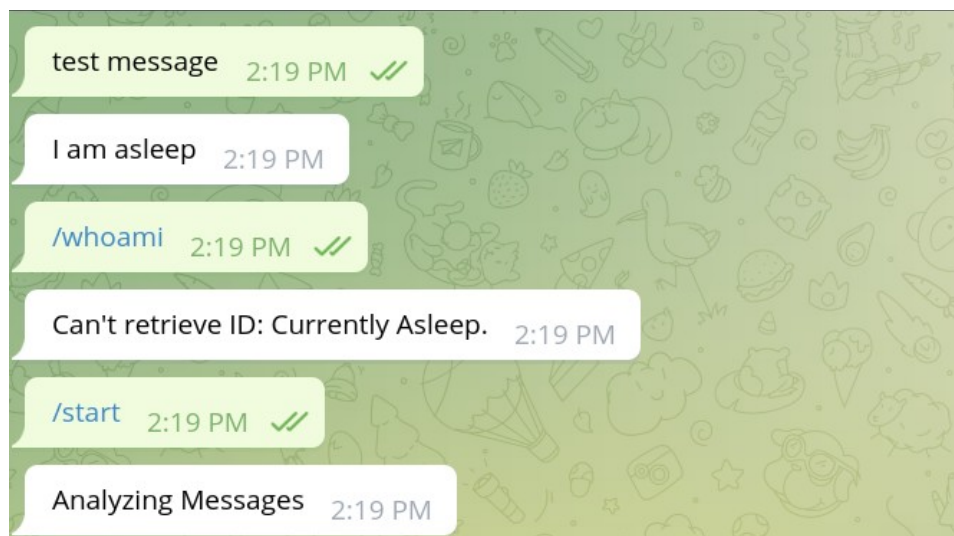 test message 2:19 PM
I am asleep 2:19 PM
/whoami 2:19 PM
Can't retrieve ID: Currently Asleep. 2:19 PM
/start 2:19 PM
Analyzing Messages 2:19 PM